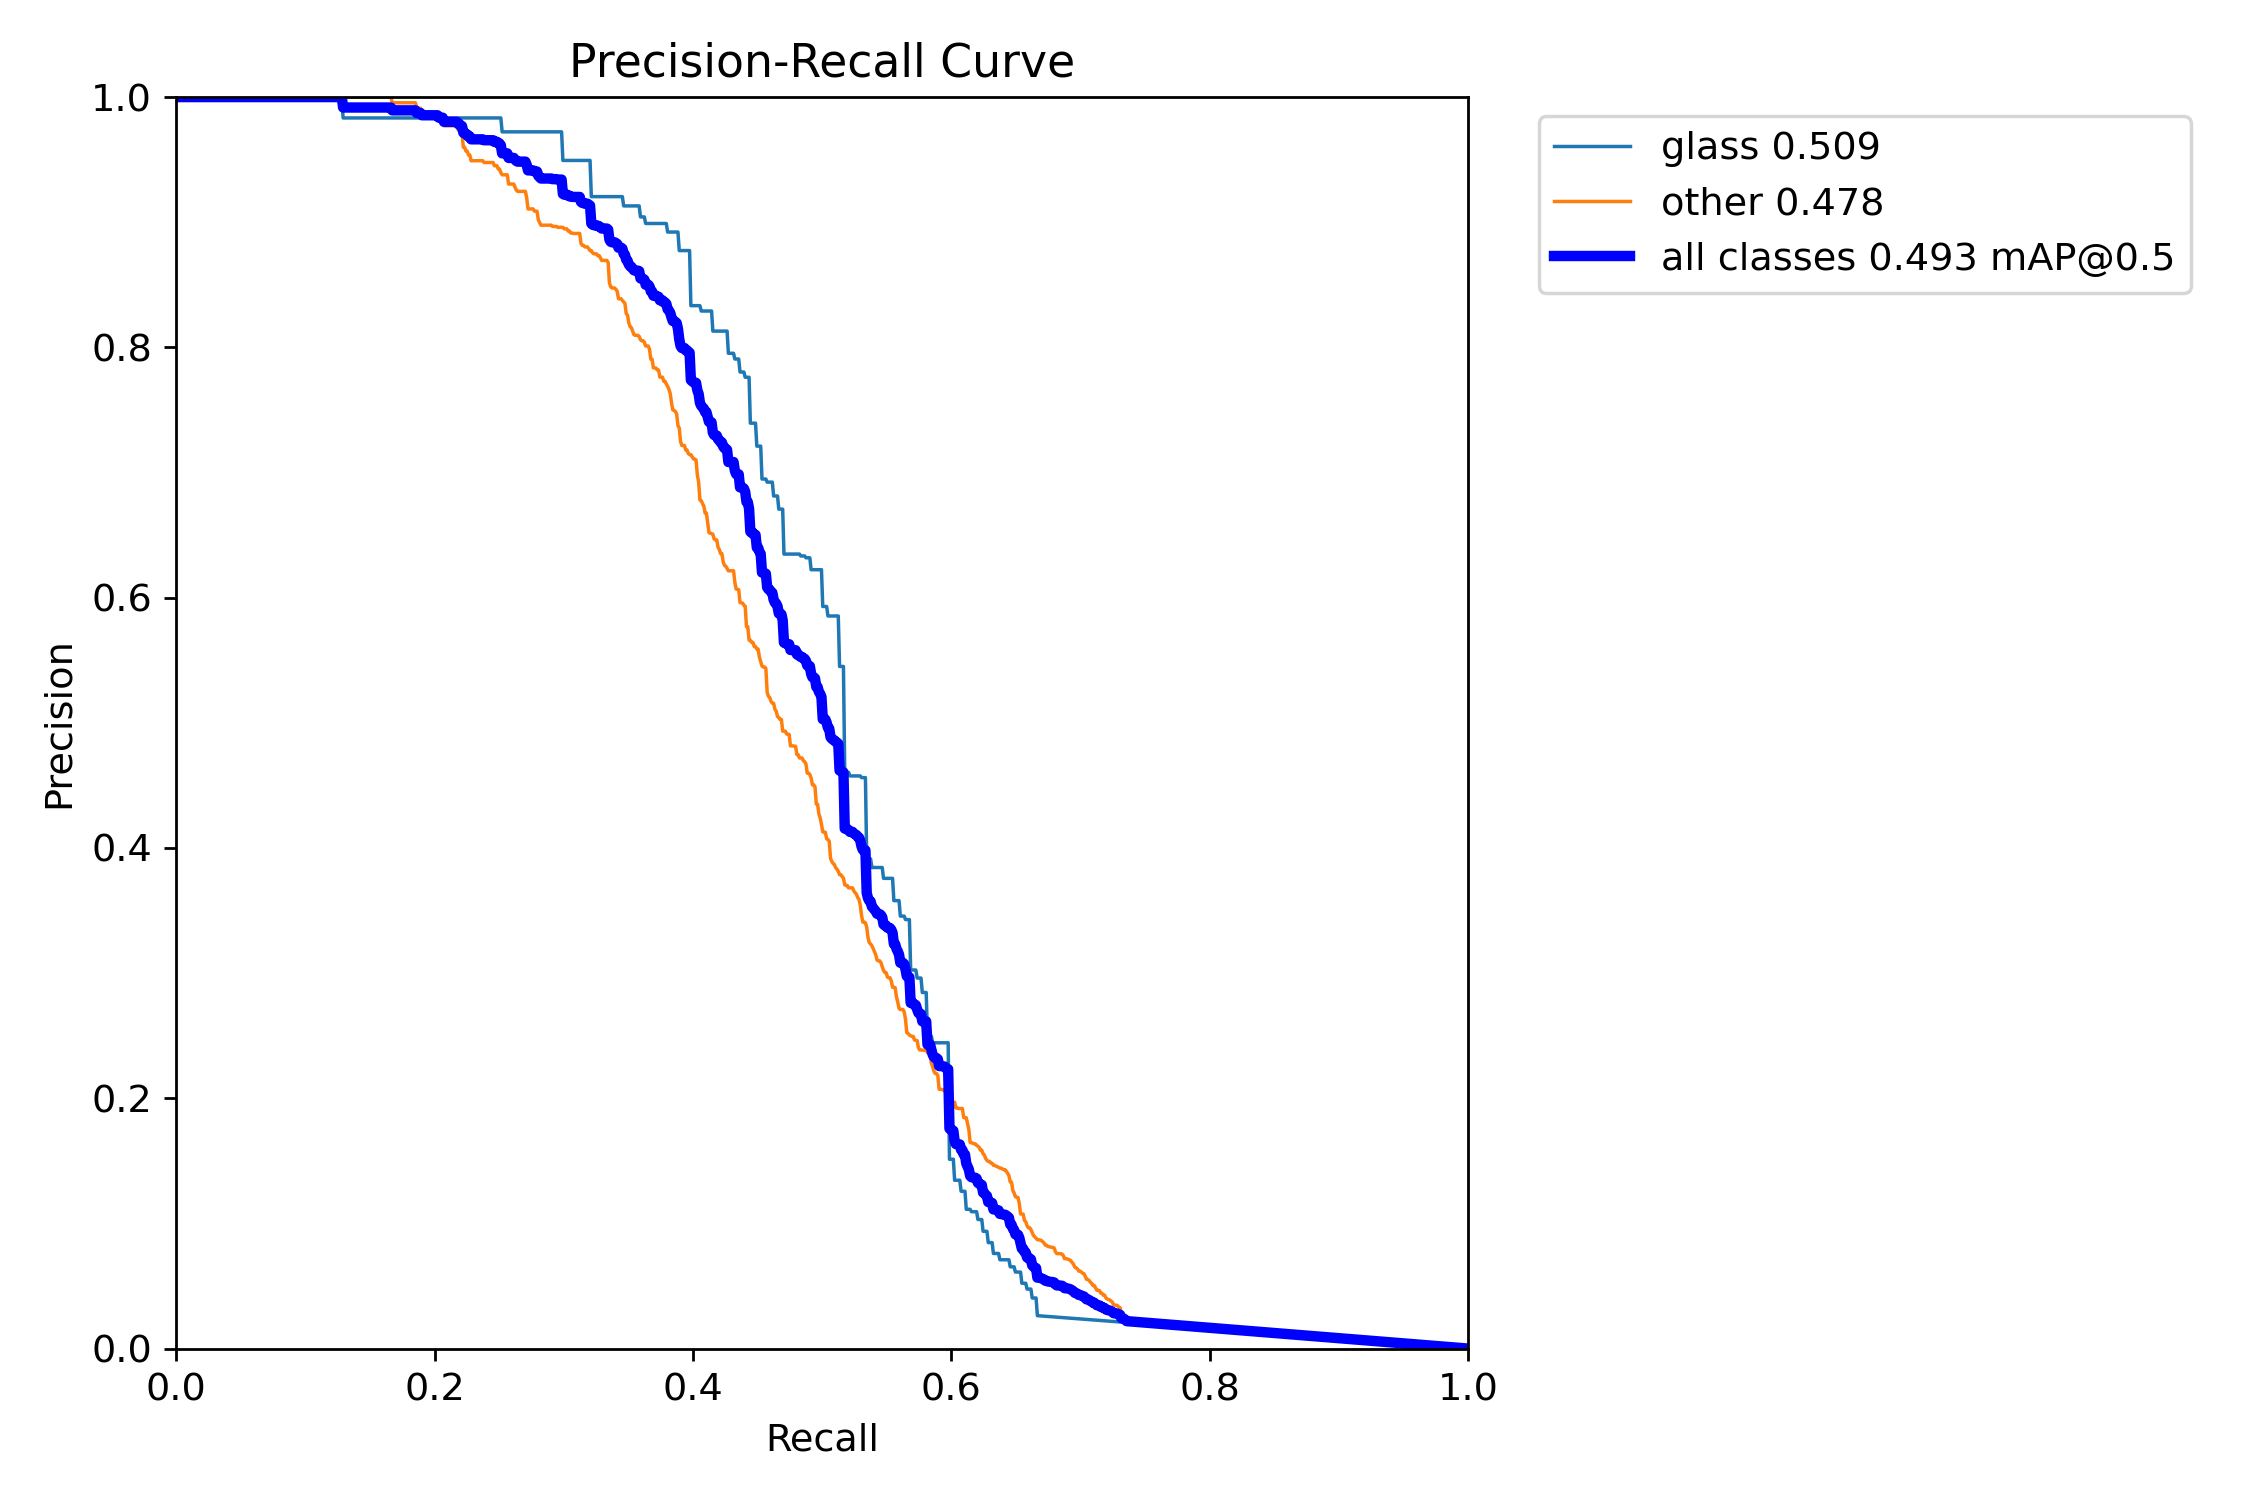 Precision-Recall Curve
1.0
0.8
0.6
0.4
0.2
0.0
Precision
0.0 0.2 0.4 0.6 0.8 1.0
Recall
glass 0.509
other 0.478
all classes 0.493 mAP@0.5